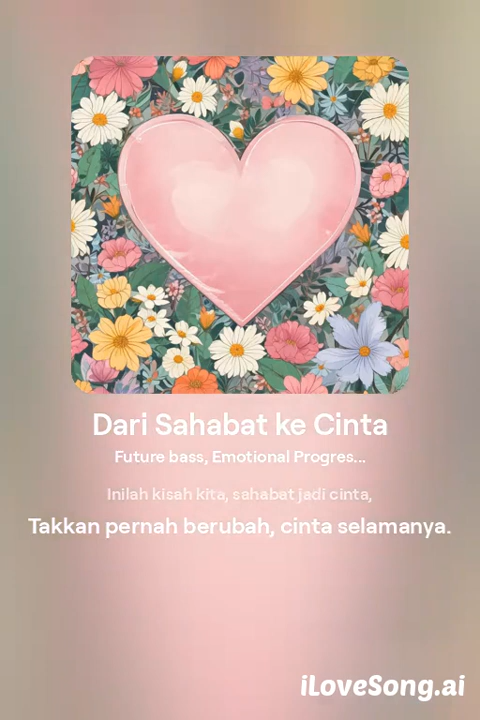 Dari Sahabat ke Cinta
Future bass, Emotional Progres...
Inilah kisah kita, sahabat jadi cinta,
Takkan pernah berubah, cinta selamanya.
iLoveSong.ai